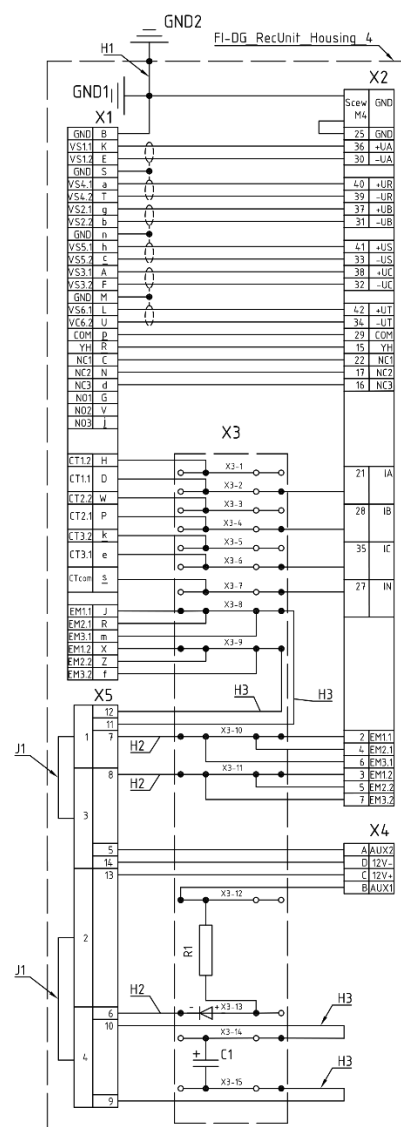 GND2
H1
FI-DG_RecUnit_Housing_4
GND1
X1
X2
Scew M4 GND
GND B
25 GND
VS1.1 K
36 +UA
VS1.2 E
30 -UA
GND S
VS4.1 a
40 +UR
VS4.2 T
39 -UR
VS2.1 g
37 +UB
VS2.2 b
31 -UB
GND n
VS5.1 h
41 +US
VS5.2 c
33 -US
VS3.1 A
38 +UC
VS3.2 F
32 -UC
GND M
VS6.1 L
42 +UT
VC6.2 U
34 -UT
COM p
29 COM
YH R
15 YH
NC1 C
22 NC1
NC2 N
17 NC2
NC3 d
16 NC3
NO1 G
NO2 V
NO3 j
X3
CT1.2 H
X3-1
CT1.1 D
21 IA
X3-2
CT2.2 W
X3-3
CT2.1 P
28 IB
X3-4
CT3.2 k
X3-5
CT3.1 e
35 IC
X3-6
CTcom s
X3-7
27 IN
EM1.1 J
X3-8
EM2.1 R
EM3.1 m
EM1.2 X
X3-9
EM2.2 Z
EM3.2 f
H3
H3
X5
12
11
J1
1
7
H2
X3-10
2 EM1.1
4 EM2.1
6 EM3.1
8
H2
X3-11
3 EM1.2
5 EM2.2
7 EM3.2
3
X4
5
A AUX2
14
D 12V-
13
C 12V+
B AUX1
X3-12
2
R1
J1
H2
H3
6
- + X3-13
10
X3-14
4
+ C1
H3
X3-15
9